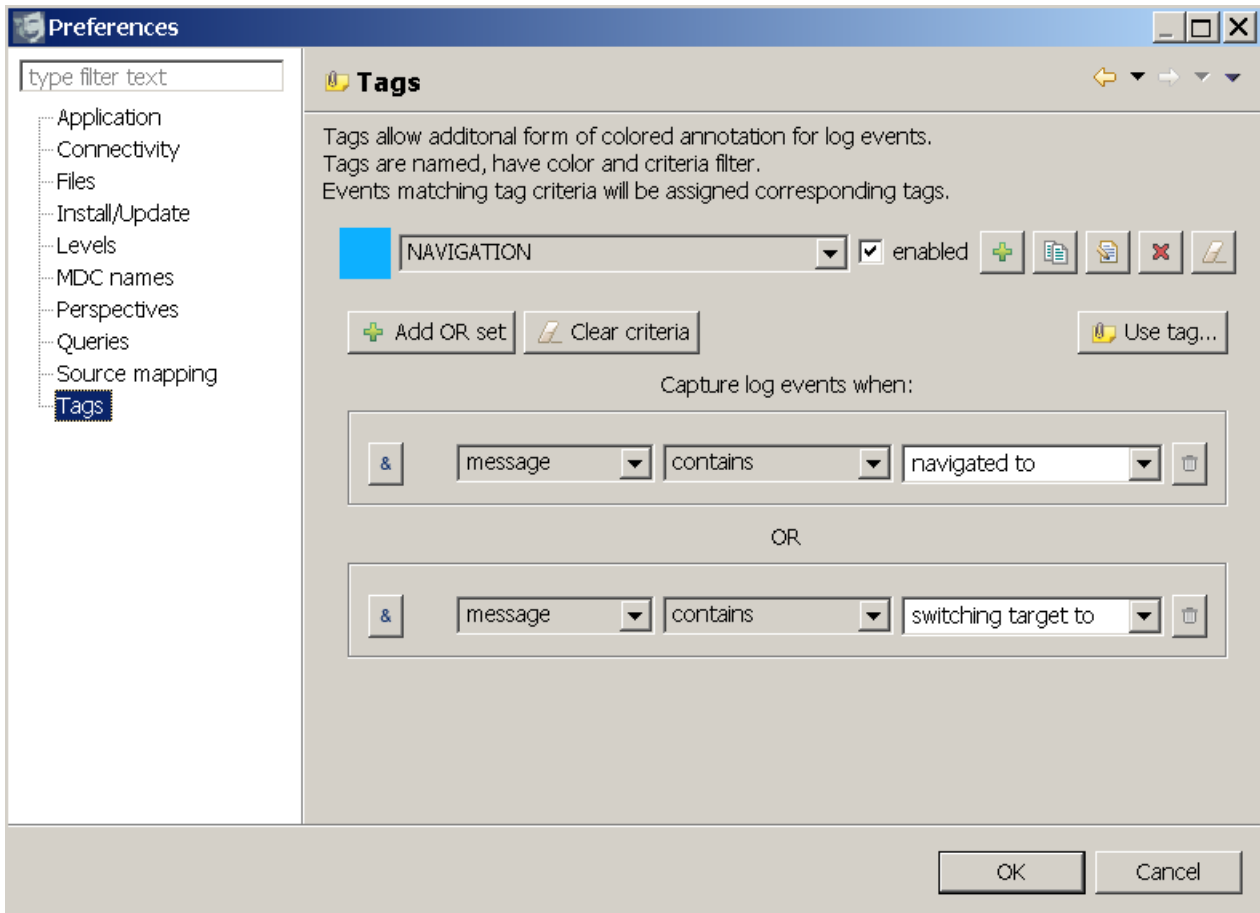 Preferences
type filter text
Application
Connectivity
Files
Install/Update
Levels
MDC names
Perspectives
Queries
Source mapping
Tags
Tags
Tags allow additonal form of colored annotation for log events.
Tags are named, have color and criteria filter.
Events matching tag criteria will be assigned corresponding tags.
NAVIGATION enabled
Add OR set Clear criteria Use tag...
Capture log events when:
& message contains navigated to
OR
& message contains switching target to
OK Cancel